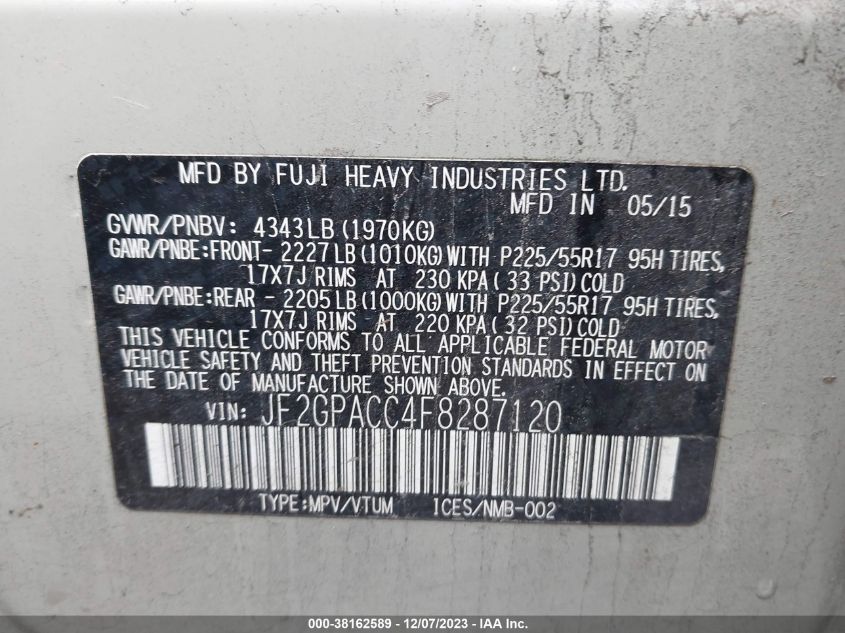 MFD BY FUJI HEAVY INDUSTRIES LTD.
MFD IN 05/15
GVWR/PNBV: 4343LB (1970KG)
GAWR/PNBE:FRONT- 2227LB (1010KG) WITH P225/55R17 95H TIRES,
17X7J RIMS AT 230 KPA ( 33 PSI) COLD
GAWR/PNBE:REAR - 2205LB (1000KG) WITH P225/55R17 95H TIRES,
17X7J RIMS AT 220 KPA ( 32 PSI) COLD
THIS VEHICLE CONFORMS TO ALL APPLICABLE FEDERAL MOTOR
VEHICLE SAFETY AND THEFT PREVENTION STANDARDS IN EFFECT ON
THE DATE OF MANUFACTURE SHOWN ABOVE.
VIN: JF2GPACC4F8287120
TYPE:MPV/VTUM ICES/NMB-002
000-38162589 - 12/07/2023 - IAA Inc.